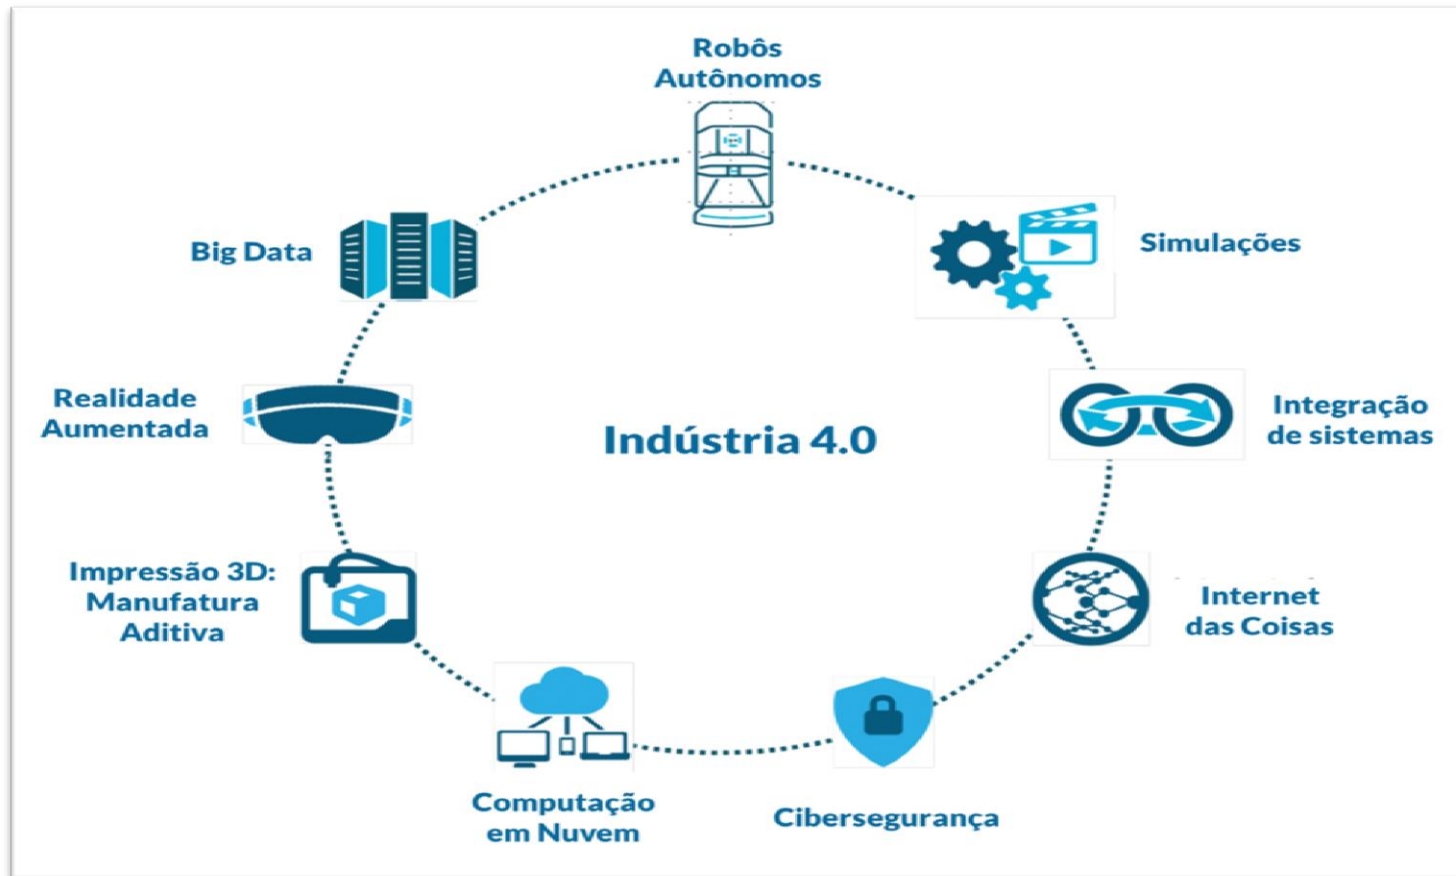 Robôs
Autônomos
Big Data
Simulações
Realidade
Aumentada
Integração
de sistemas
Indústria 4.0
Impressão 3D:
Manufatura
Aditiva
Internet
das Coisas
Computação
em Nuvem
Cibersegurança